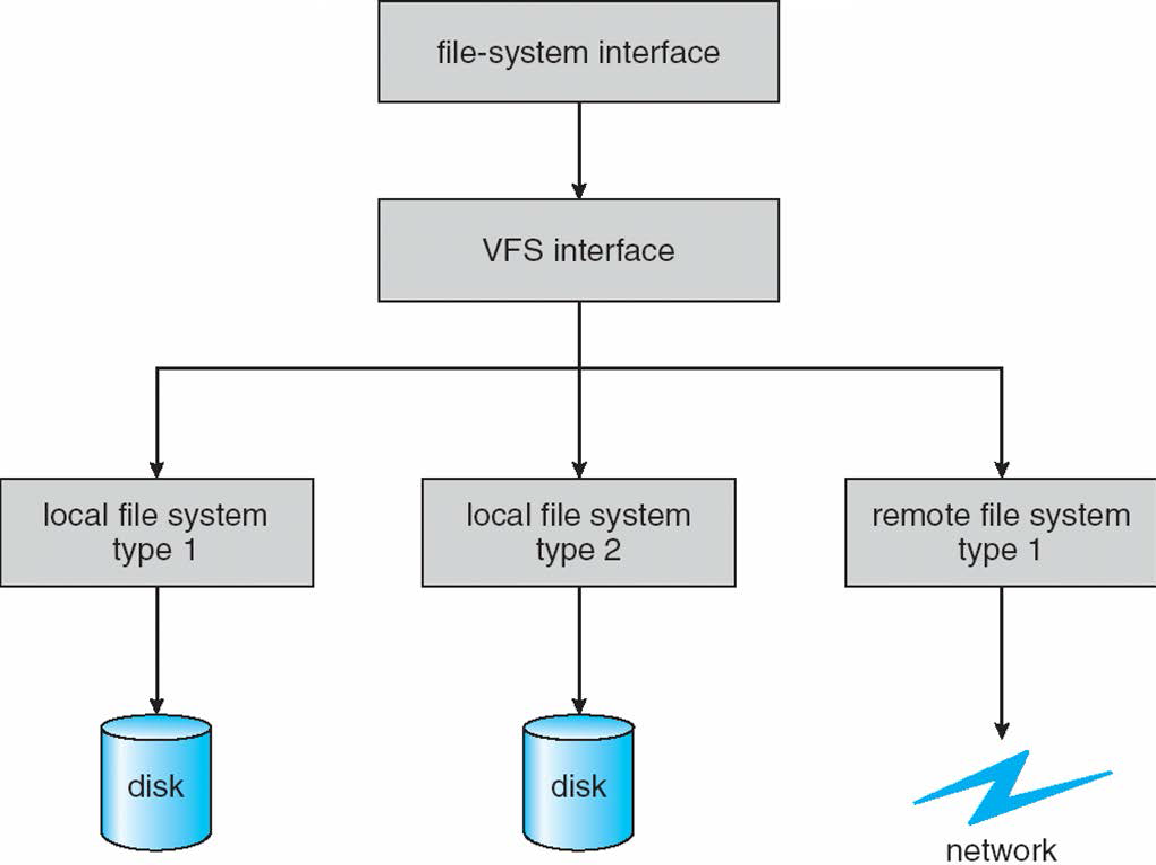 file-system interface
VFS interface
local file system
type 1
local file system
type 2
remote file system
type 1
disk
disk
network